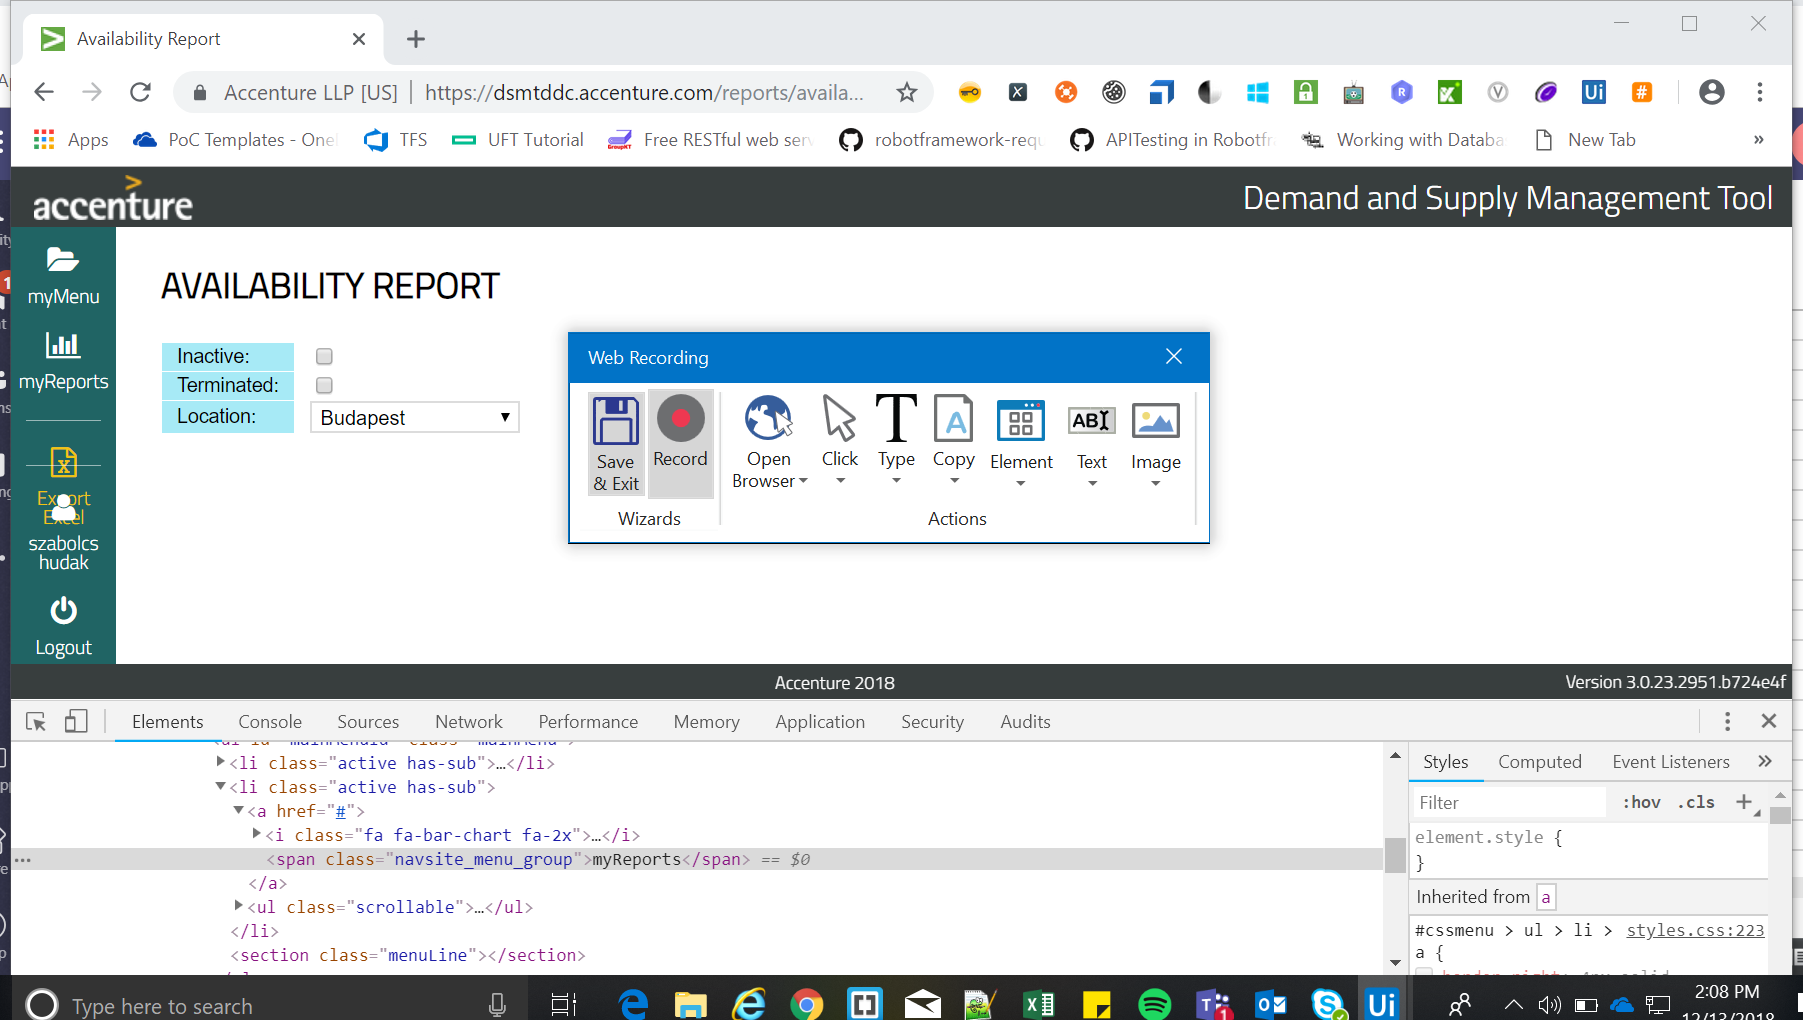 Availability Report
Accenture LLP [US] | https://dsmtddc.accenture.com/reports/availa...
Apps
PoC Templates - One
TFS
UFT Tutorial
Free RESTful web serv
robotframework-requ
APITesting in Robotfr
Working with Databa
New Tab
»
accenture
Demand and Supply Management Tool
myMenu
myReports
Export
Excel
szabolcs
hudak
Logout
AVAILABILITY REPORT
Inactive:
Terminated:
Location:
Budapest
Web Recording
Save
& Exit
Record
Open
Browser
Click
Type
Copy
Element
Text
Image
Wizards
Actions
Accenture 2018
Version 3.0.23.2951.b724e4f
Elements
Console
Sources
Network
Performance
Memory
Application
Security
Audits
<li class="active has-sub">…</li>
<li class="active has-sub">
<a href="#">
<i class="fa fa-bar-chart fa-2x">…</i>
<span class="navsite_menu_group">myReports</span> == $0
</a>
<ul class="scrollable">…</ul>
</li>
<section class="menuLine"></section>
Styles
Computed
Event Listeners
»
Filter
:hov
.cls
+
element.style {
}
Inherited from a
#cssmenu > ul > li > styles.css:223
a {
Type here to search
2:08 PM
12/13/2018